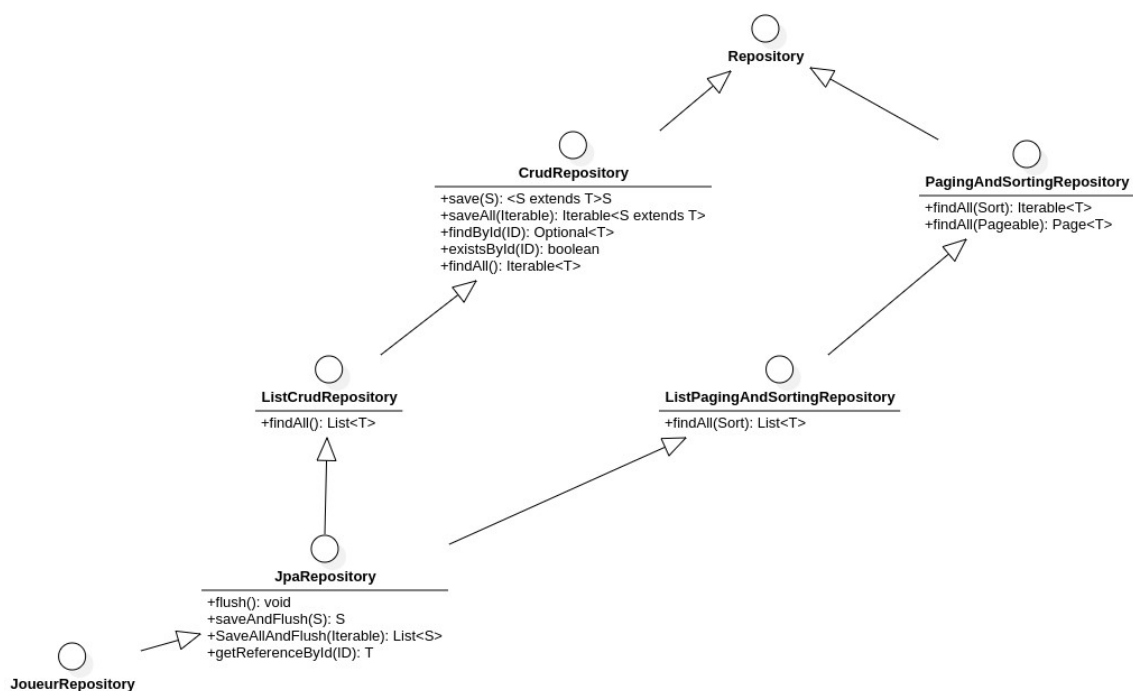 Repository
CrudRepository
+save(S): <S extends T>S
+saveAll(Iterable): Iterable<S extends T>
+findById(ID): Optional<T>
+existsById(ID): boolean
+findAll(): Iterable<T>
PagingAndSortingRepository
+findAll(Sort): Iterable<T>
+findAll(Pageable): Page<T>
ListCrudRepository
+findAll(): List<T>
ListPagingAndSortingRepository
+findAll(Sort): List<T>
JpaRepository
+flush(): void
+saveAndFlush(S): S
+SaveAllAndFlush(Iterable): List<S>
+getReferenceById(ID): T
JoueurRepository